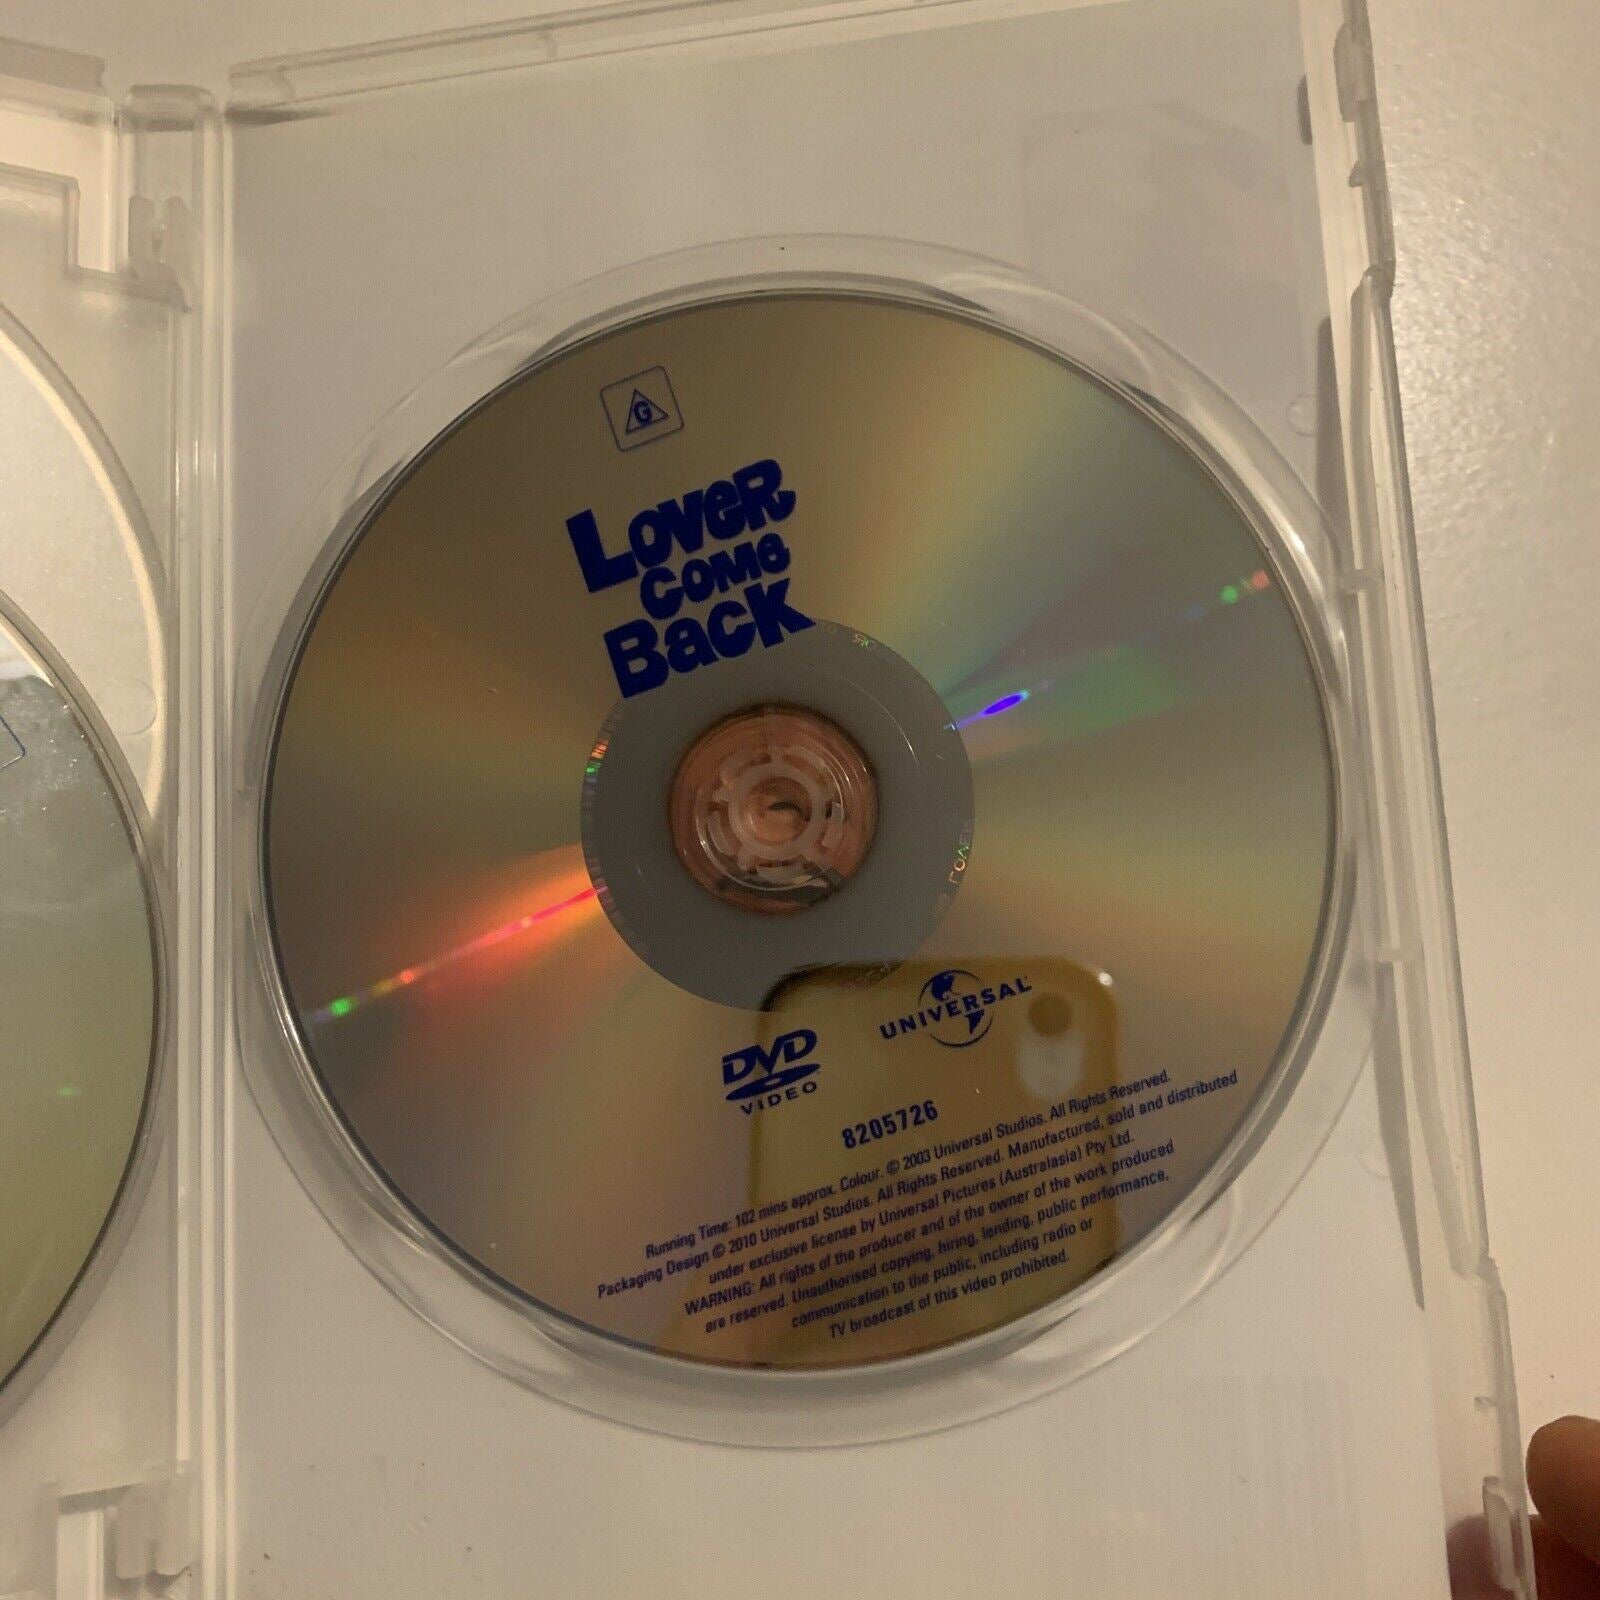 G
LoveR
COMe
Back
UNIVERSAL
DVD
VIDEO
8205726
Running Time: 102 mins approx. Colour. © 2003 Universal Studios. All Rights Reserved.
Packaging Design © 2010 Universal Studios. All Rights Reserved. Manufactured, sold and distributed
under exclusive license by Universal Pictures (Australasia) Pty Ltd.
WARNING: All rights of the producer and of the owner of the work produced
are reserved. Unauthorised copying, hiring, lending, public performance,
communication to the public, including radio or
TV broadcast of this video prohibited.